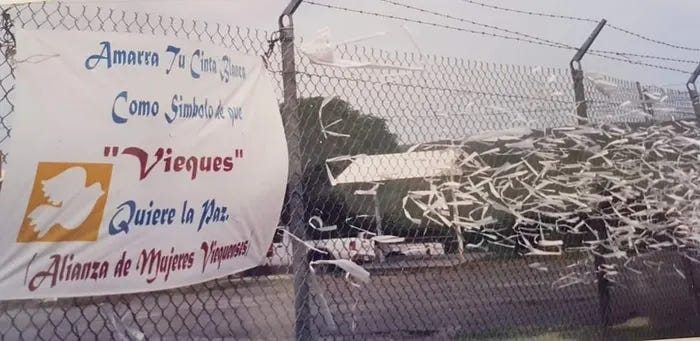 Amarra Tu Cinta Blanca
Como Simbolo de que
"Vieques"
Quiere la Paz.
(Alianza de Mujeres Viequenses)